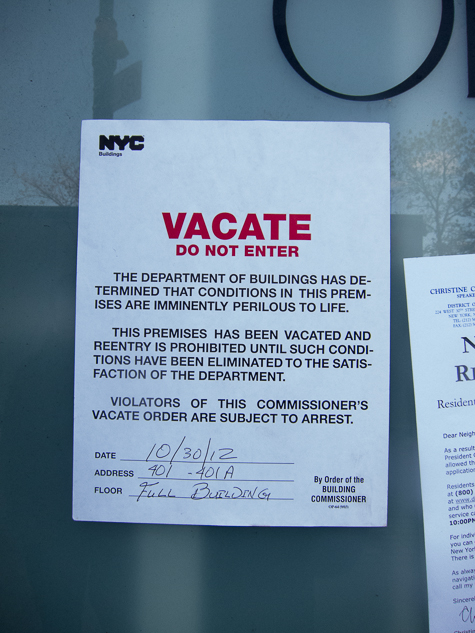 NYC
Buildings
VACATE
DO NOT ENTER
THE DEPARTMENT OF BUILDINGS HAS DE-
TERMINED THAT CONDITIONS IN THIS PREM-
ISES ARE IMMINENTLY PERILOUS TO LIFE.
THIS PREMISES HAS BEEN VACATED AND
REENTRY IS PROHIBITED UNTIL SUCH CONDI-
TIONS HAVE BEEN ELIMINATED TO THE SATIS-
FACTION OF THE DEPARTMENT.
VIOLATORS OF THIS COMMISSIONER'S
VACATE ORDER ARE SUBJECT TO ARREST.
DATE 10/30/12
ADDRESS 401 - 401A
FLOOR FULL BUILDING
By Order of the
BUILDING
COMMISSIONER
CHRISTINE
SPEAKE
DISTRICT
NEW YORK,
Resident
Dear Neigh
As a result
President
allowed th
application
Residents
at (800)
at www.d
and who
service c
10:00PM
For indiv
you can
New York
There is
As alwa
navigati
call my
Sincere